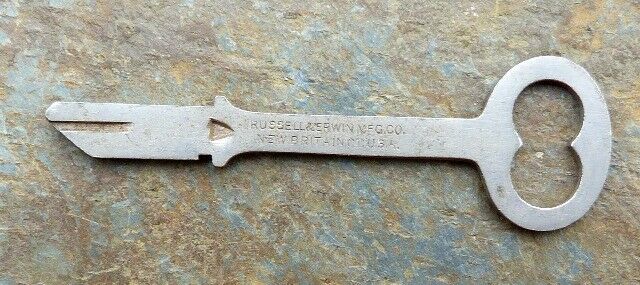 RUSSELL & ERWIN MFG. CO.
NEW BRITAIN CT. U.S.A.